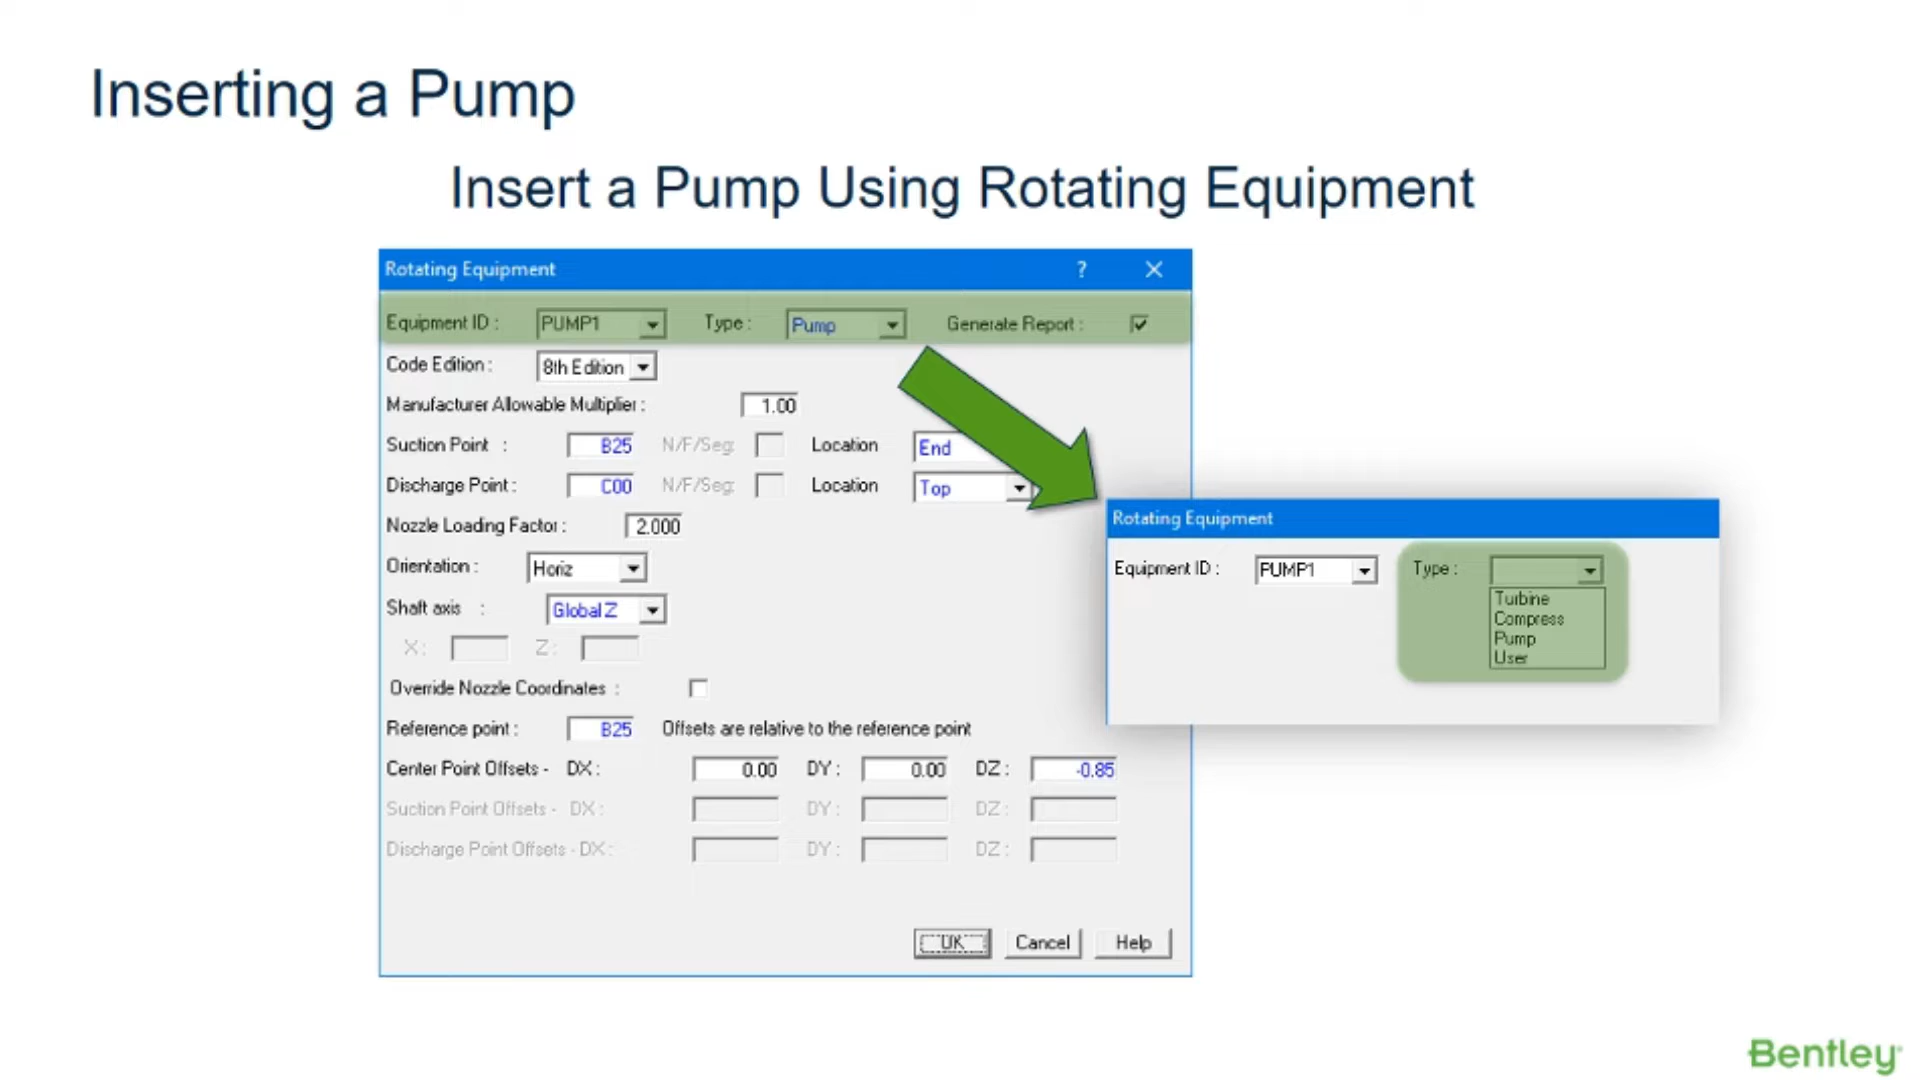 Inserting a Pump
Insert a Pump Using Rotating Equipment
Rotating Equipment ?
Equipment ID : PUMP1 Type : Pump Generate Report :
Code Edition : 8th Edition
Manufacturer Allowable Multiplier : 1.00
Suction Point : B25 N/F/Seg: Location End
Discharge Point : C00 N/F/Seg: Location Top
Nozzle Loading Factor : 2.000
Orientation : Horiz
Shaft axis : Global Z
X : Z :
Override Nozzle Coordinates :
Reference point : B25 Offsets are relative to the reference point
Center Point Offsets - DX : 0.00 DY : 0.00 DZ : -0.85
Suction Point Offsets - DX : DY : DZ :
Discharge Point Offsets - DX : DY : DZ :
OK Cancel Help
Rotating Equipment
Equipment ID : PUMP1 Type :
Turbine
Compress
Pump
User
Bentley